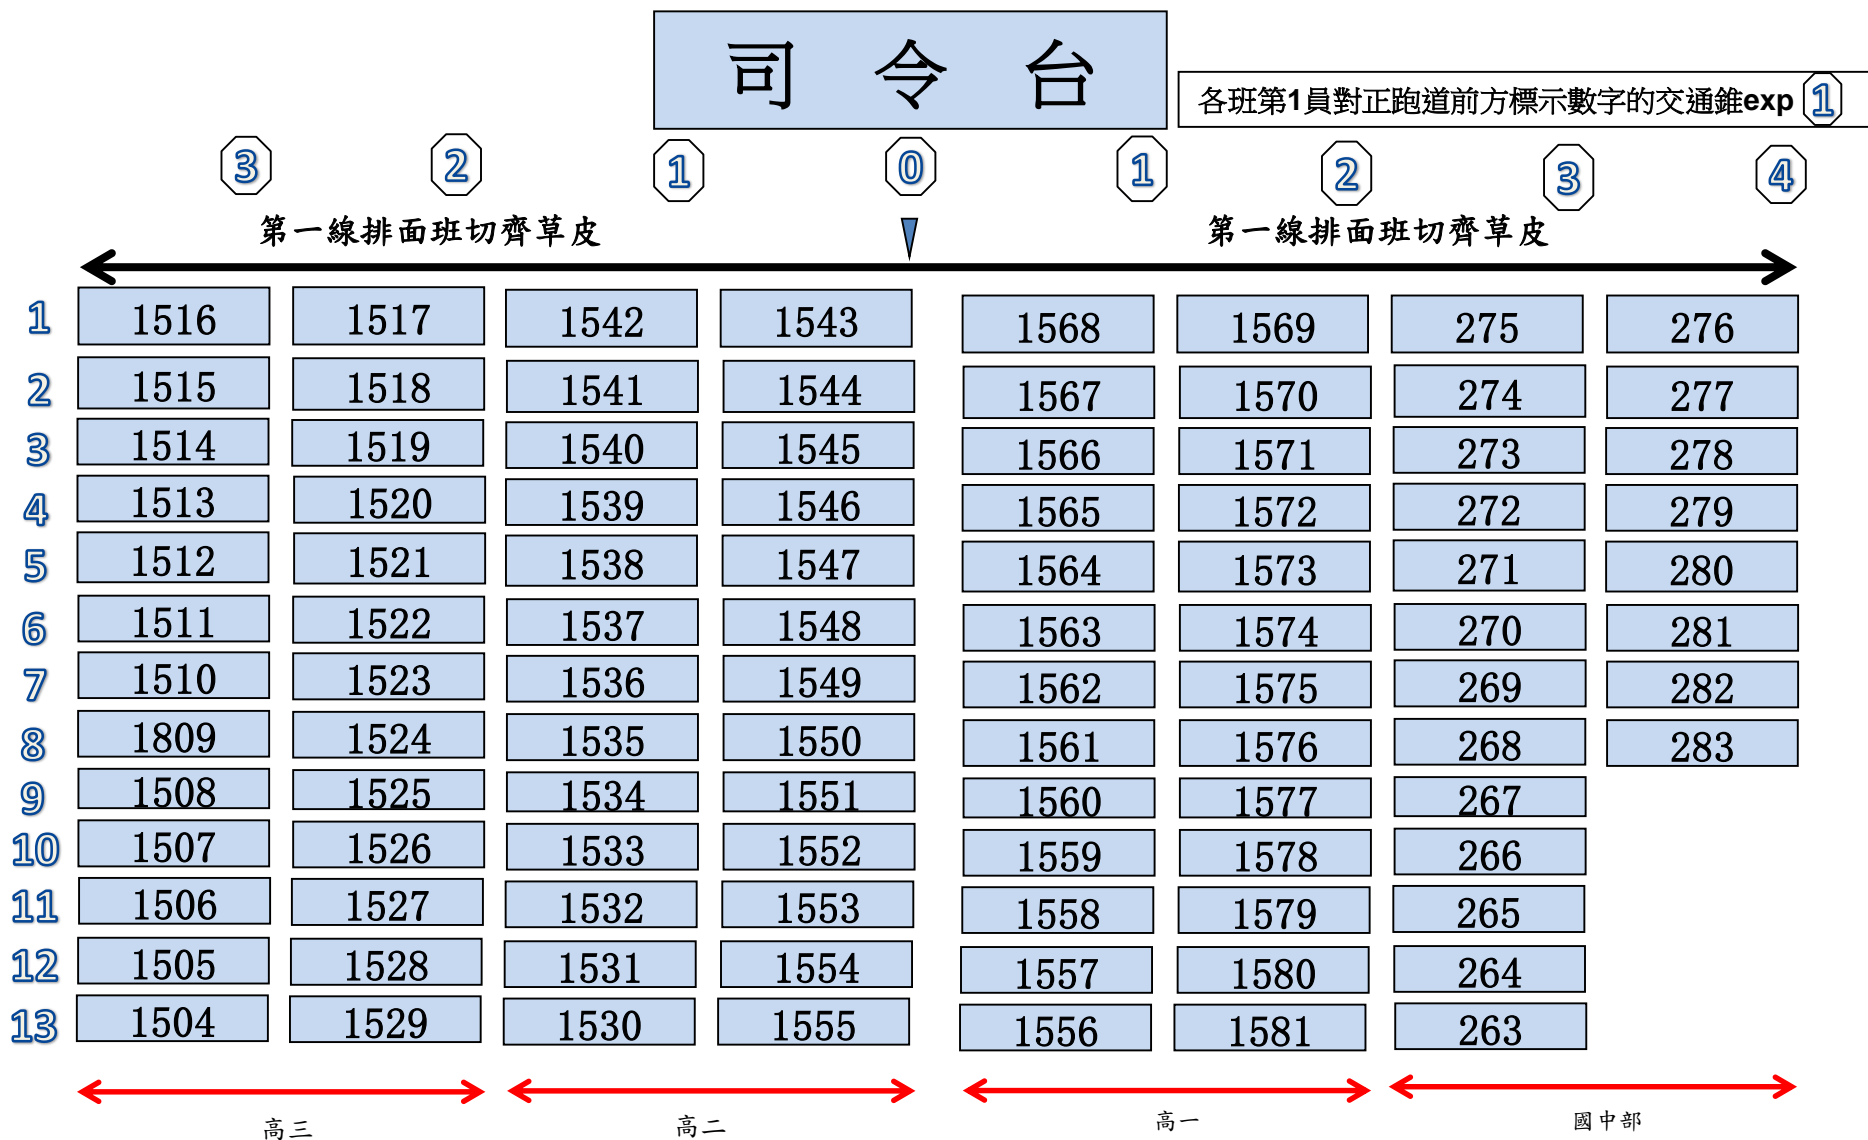 司 令 台
各班第1員對正跑道前方標示數字的交通錐exp 1
3 2 1 0 1 2 3 4
第一線排面班切齊草皮 第一線排面班切齊草皮
1 1516 1517 1542 1543 1568 1569 275 276
2 1515 1518 1541 1544 1567 1570 274 277
3 1514 1519 1540 1545 1566 1571 273 278
4 1513 1520 1539 1546 1565 1572 272 279
5 1512 1521 1538 1547 1564 1573 271 280
6 1511 1522 1537 1548 1563 1574 270 281
7 1510 1523 1536 1549 1562 1575 269 282
8 1809 1524 1535 1550 1561 1576 268 283
9 1508 1525 1534 1551 1560 1577 267
10 1507 1526 1533 1552 1559 1578 266
11 1506 1527 1532 1553 1558 1579 265
12 1505 1528 1531 1554 1557 1580 264
13 1504 1529 1530 1555 1556 1581 263
高三 高二 高一 國中部